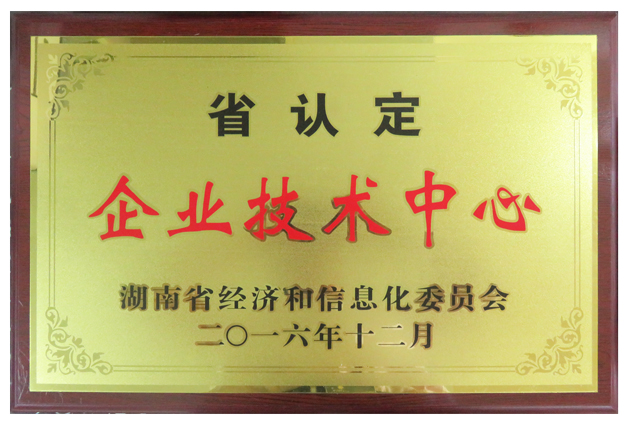 省认定
企业技术中心
湖南省经济和信息化委员会
二〇一六年十二月